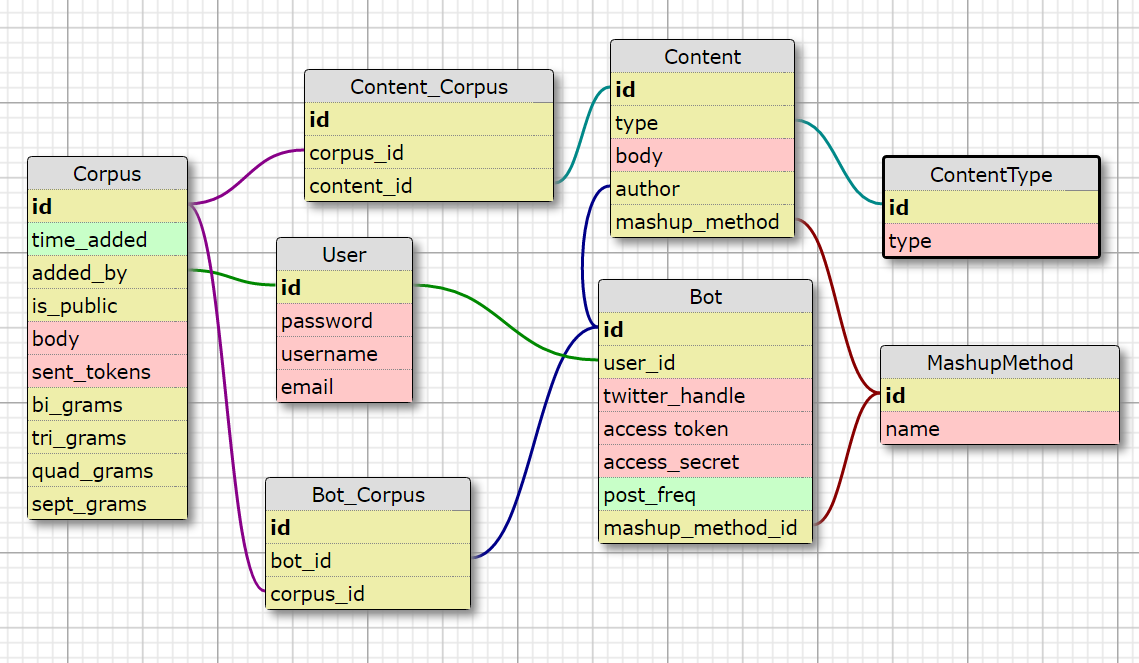 Corpus
id
time_added
added_by
is_public
body
sent_tokens
bi_grams
tri_grams
quad_grams
sept_grams
Content_Corpus
id
corpus_id
content_id
User
id
password
username
email
Bot_Corpus
id
bot_id
corpus_id
Content
id
type
body
author
mashup_method
Bot
id
user_id
twitter_handle
access token
access_secret
post_freq
mashup_method_id
ContentType
id
type
MashupMethod
id
name